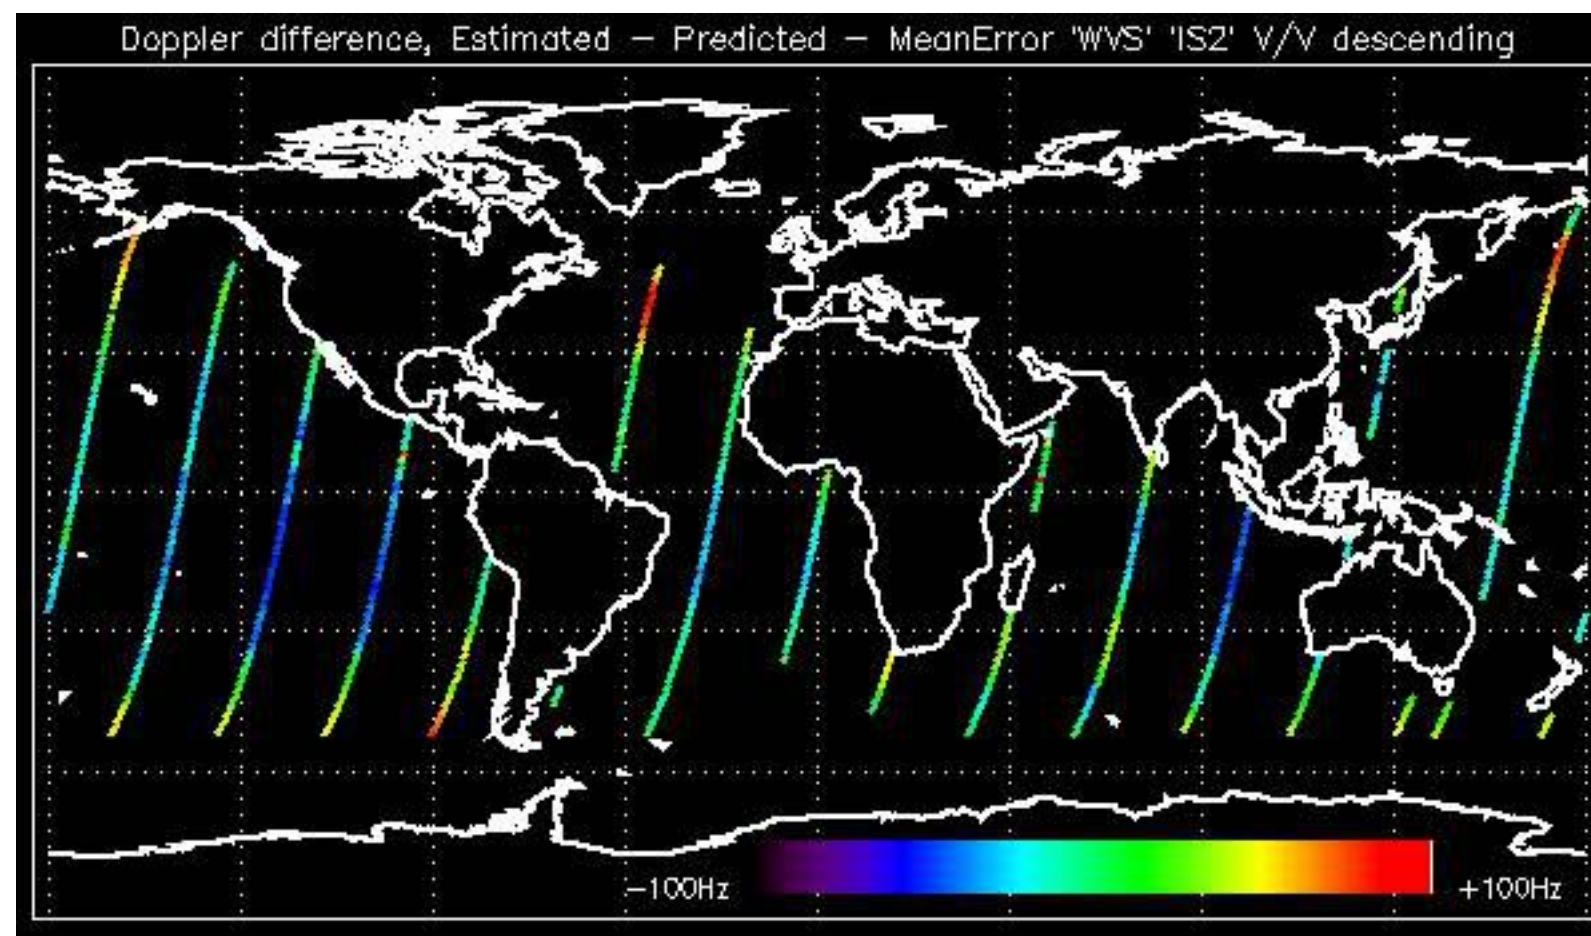 Doppler difference, Estimated – Predicted – MeanError 'WVS' 'IS2' V/V descending
–100Hz +100Hz